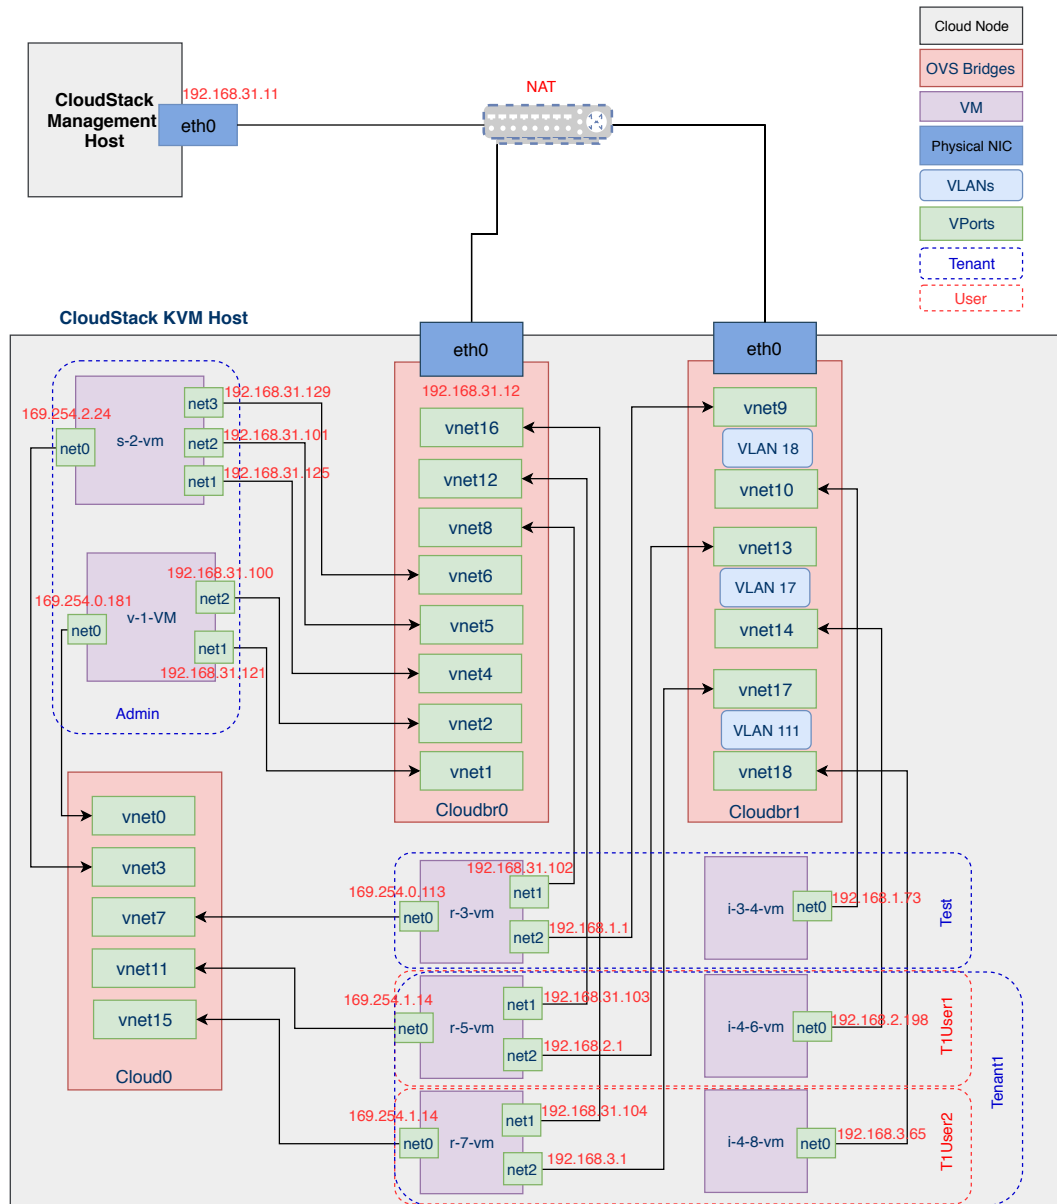 Cloud Node
OVS Bridges
VM
Physical NIC
VLANs
VPorts
Tenant
User
CloudStack
Management
Host
192.168.31.11
eth0
NAT
CloudStack KVM Host
eth0
eth0
169.254.2.24
net0
s-2-vm
net3
192.168.31.129
net2
192.168.31.101
net1
192.168.31.125
169.254.0.181
net0
v-1-VM
192.168.31.100
net2
net1
192.168.31.121
Admin
192.168.31.12
vnet16
vnet12
vnet8
vnet6
vnet5
vnet4
vnet2
vnet1
Cloudbr0
vnet9
VLAN 18
vnet10
vnet13
VLAN 17
vnet14
vnet17
VLAN 111
vnet18
Cloudbr1
vnet0
vnet3
vnet7
vnet11
vnet15
Cloud0
169.254.0.113
net0
r-3-vm
192.168.31.102
net1
net2
192.168.1.1
i-3-4-vm
net0
192.168.1.73
Test
169.254.1.14
net0
r-5-vm
net1
192.168.31.103
net2
192.168.2.1
i-4-6-vm
net0
192.168.2.198
T1User1
169.254.1.14
net0
r-7-vm
net1
192.168.31.104
net2
192.168.3.1
i-4-8-vm
net0
192.168.3.65
T1User2
Tenant1